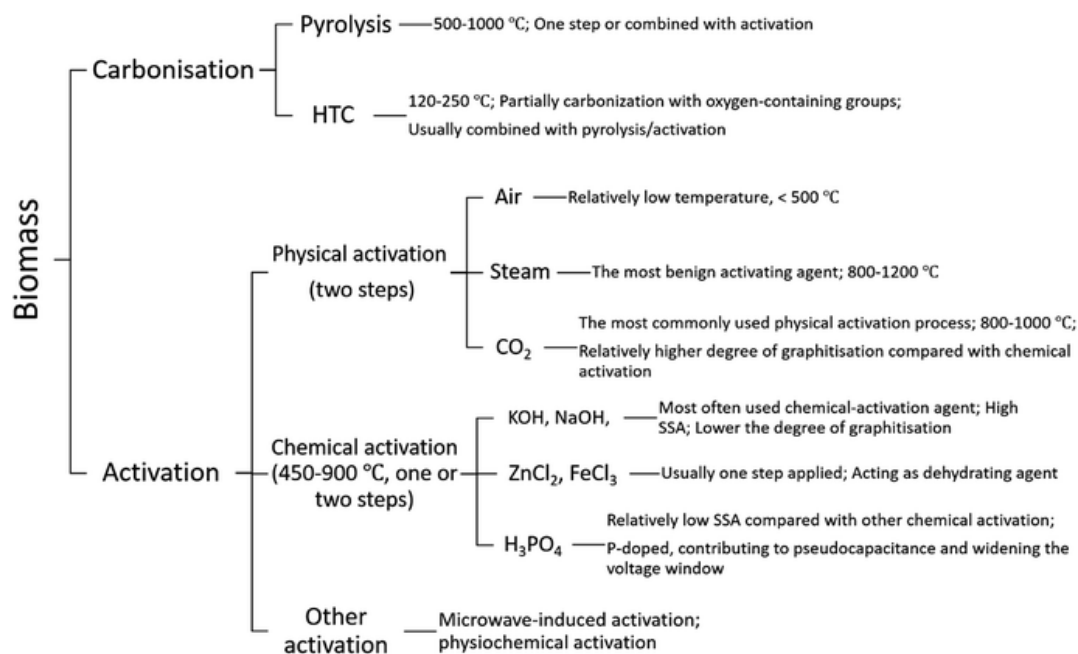 Biomass
Carbonisation
Pyrolysis
500-1000 ℃; One step or combined with activation
HTC
120-250 ℃; Partially carbonization with oxygen-containing groups;
Usually combined with pyrolysis/activation
Activation
Physical activation
(two steps)
Air
Relatively low temperature, < 500 ℃
Steam
The most benign activating agent; 800-1200 ℃
CO₂
The most commonly used physical activation process; 800-1000 ℃;
Relatively higher degree of graphitisation compared with chemical
activation
Chemical activation
(450-900 ℃, one or
two steps)
KOH, NaOH,
Most often used chemical-activation agent; High
SSA; Lower the degree of graphitisation
ZnCl₂, FeCl₃
Usually one step applied; Acting as dehydrating agent
H₃PO₄
Relatively low SSA compared with other chemical activation;
P-doped, contributing to pseudocapacitance and widening the
voltage window
Other
activation
Microwave-induced activation;
physiochemical activation